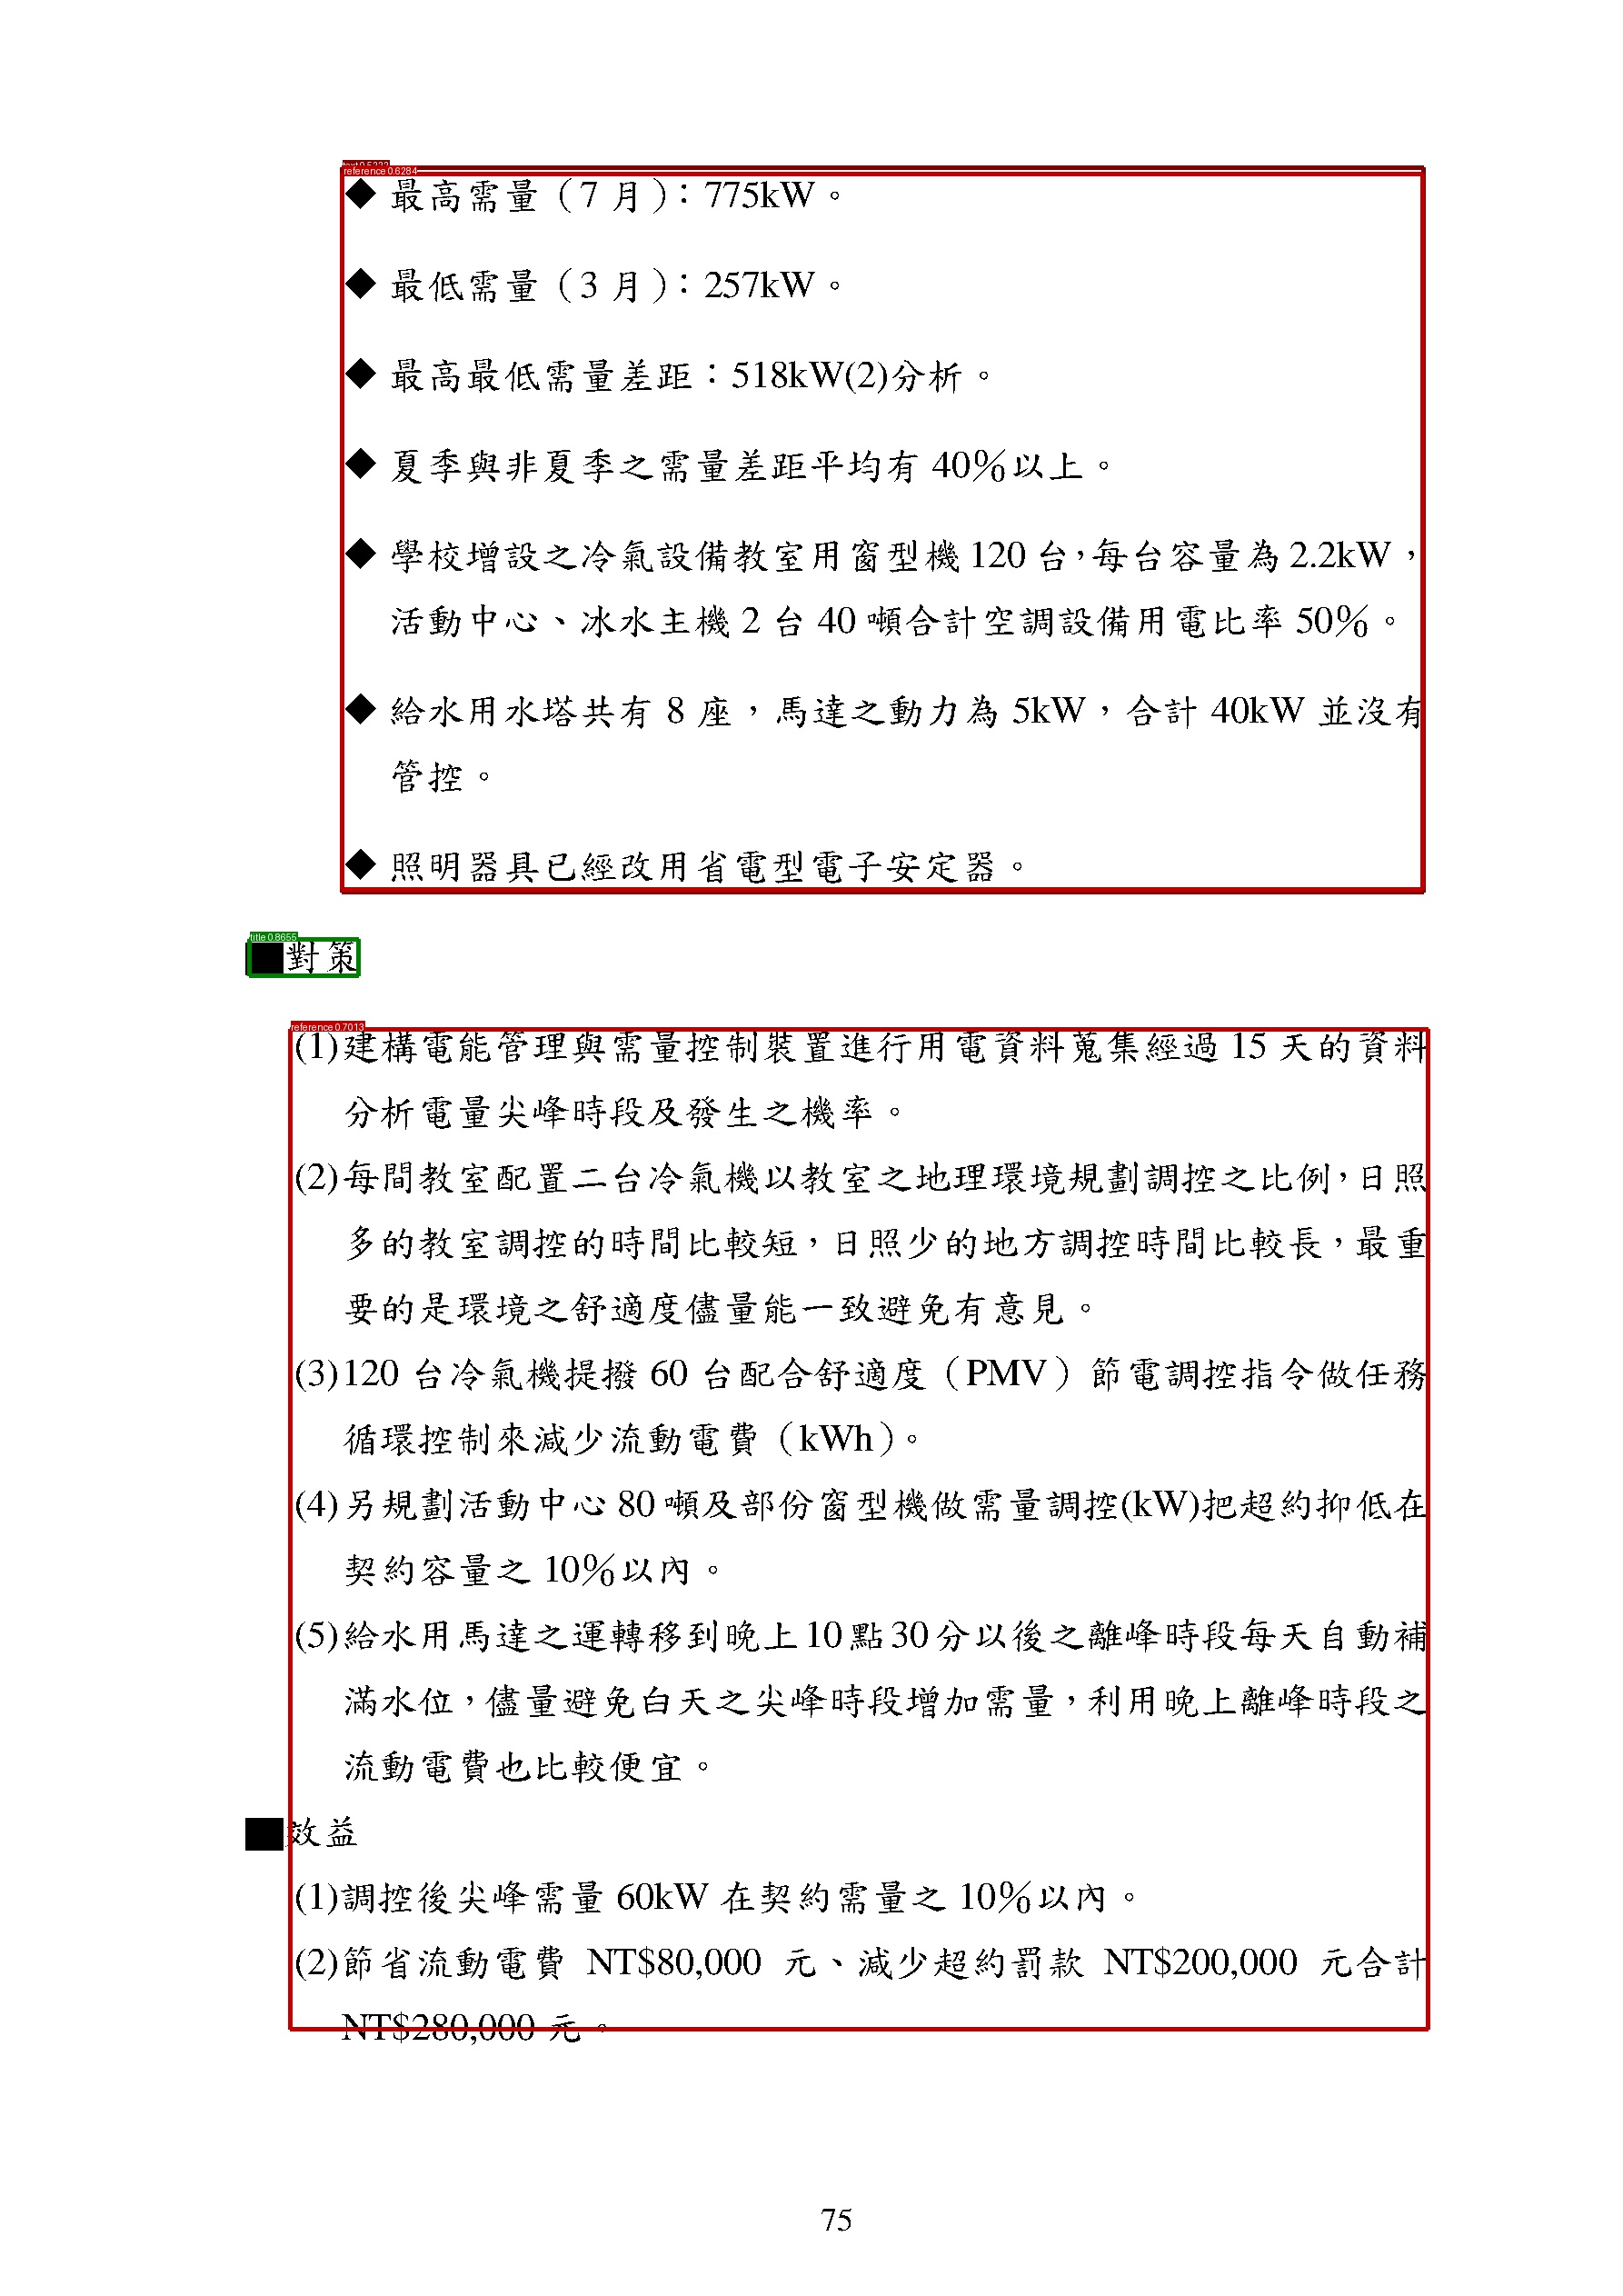 text 0.5333
reference 0.6284
◆ 最高需量（7 月）：775kW。
◆ 最低需量（3 月）：257kW。
◆ 最高最低需量差距：518kW(2)分析。
◆ 夏季與非夏季之需量差距平均有 40%以上。
◆ 學校增設之冷氣設備教室用窗型機 120 台，每台容量為 2.2kW，
活動中心、冰水主機 2 台 40 噸合計空調設備用電比率 50%。
◆ 給水用水塔共有 8 座，馬達之動力為 5kW，合計 40kW 並沒有
管控。
◆ 照明器具已經改用省電型電子安定器。
title 0.8655
■對策
reference 0.7013
(1)建構電能管理與需量控制裝置進行用電資料蒐集經過 15 天的資料
分析電量尖峰時段及發生之機率。
(2)每間教室配置二台冷氣機以教室之地理環境規劃調控之比例，日照
多的教室調控的時間比較短，日照少的地方調控時間比較長，最重
要的是環境之舒適度儘量能一致避免有意見。
(3)120 台冷氣機提撥 60 台配合舒適度（PMV）節電調控指令做任務
循環控制來減少流動電費（kWh）。
(4)另規劃活動中心 80 噸及部份窗型機做需量調控(kW)把超約抑低在
契約容量之 10%以內。
(5)給水用馬達之運轉移到晚上 10 點 30 分以後之離峰時段每天自動補
滿水位，儘量避免白天之尖峰時段增加需量，利用晚上離峰時段之
流動電費也比較便宜。
■效益
(1)調控後尖峰需量 60kW 在契約需量之 10%以內。
(2)節省流動電費 NT$80,000 元、減少超約罰款 NT$200,000 元合計
NT$280,000 元。
75